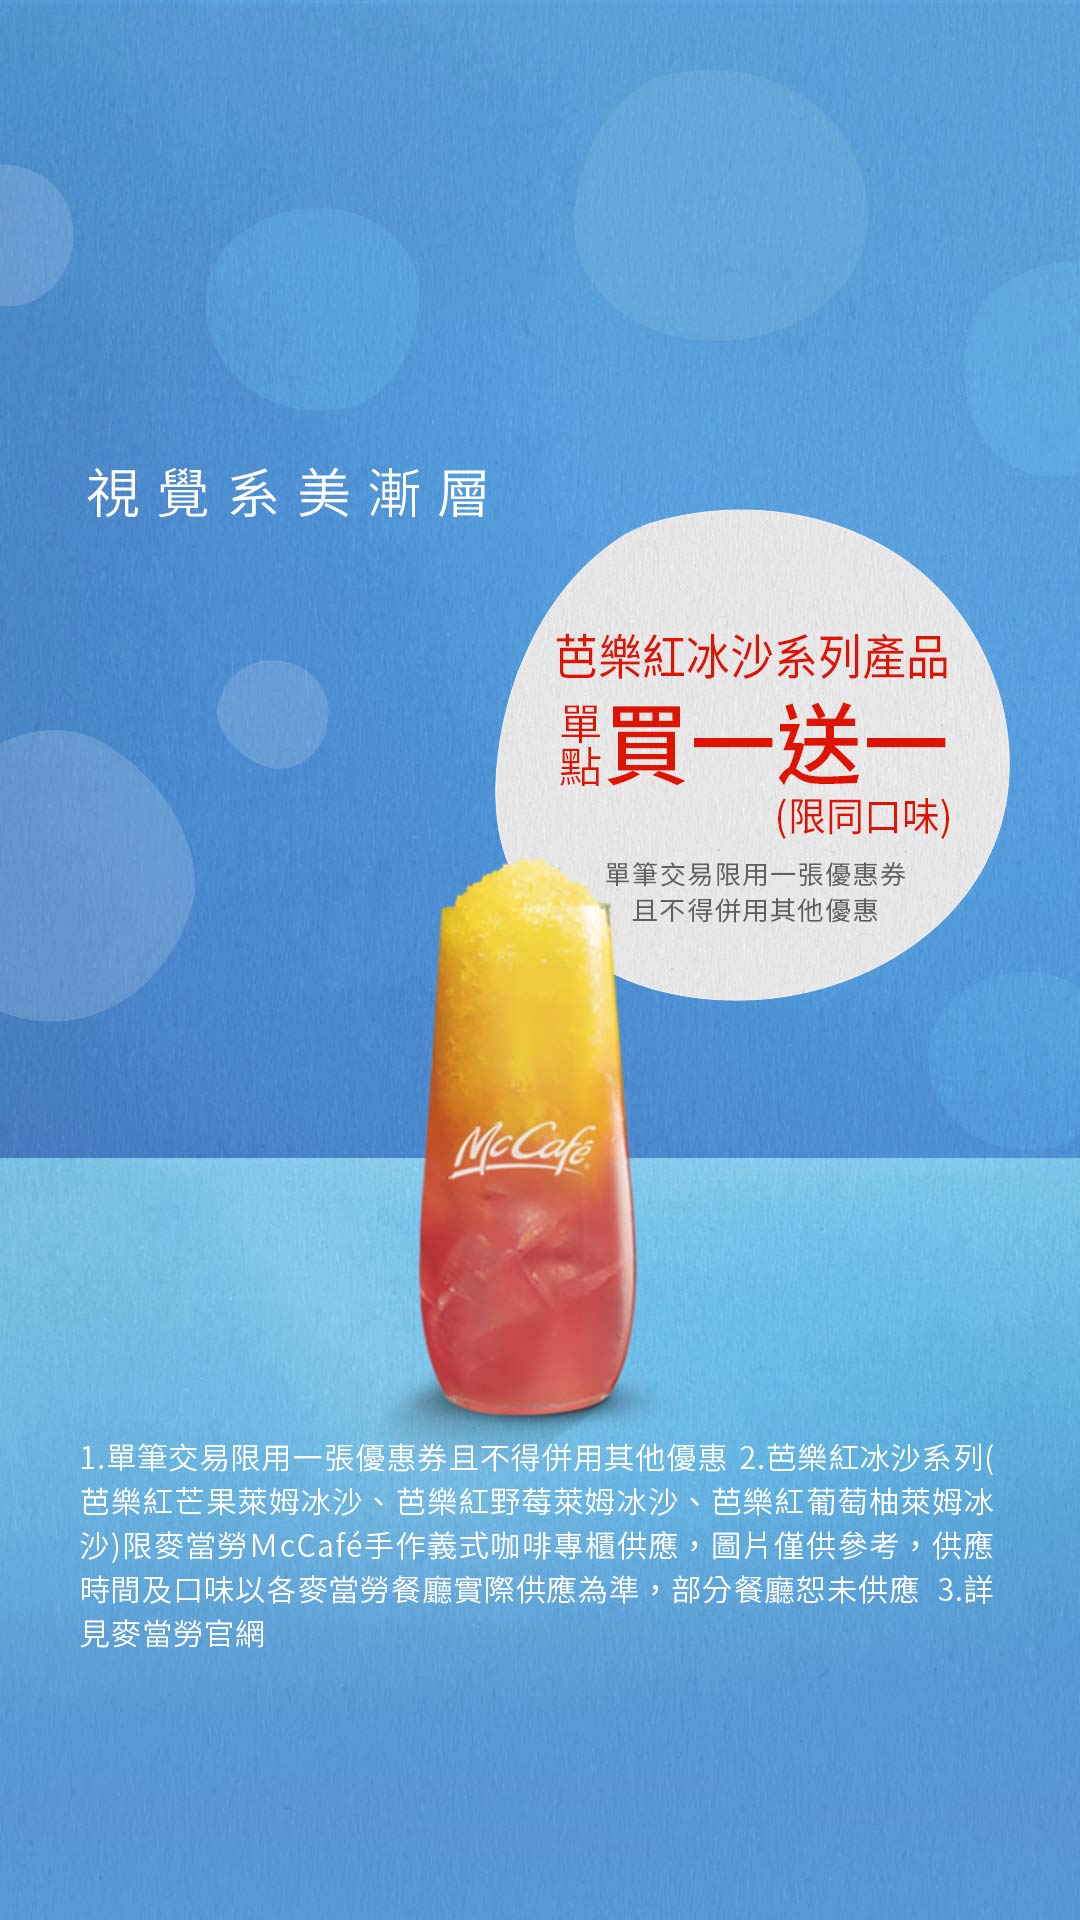 視覺系美漸層
芭樂紅冰沙系列產品
單點買一送一
(限同口味)
單筆交易限用一張優惠券
且不得併用其他優惠
McCafé
1.單筆交易限用一張優惠券且不得併用其他優惠 2.芭樂紅冰沙系列(
芭樂紅芒果萊姆冰沙、芭樂紅野莓萊姆冰沙、芭樂紅葡萄柚萊姆冰
沙)限麥當勞McCafé手作義式咖啡專櫃供應，圖片僅供參考，供應
時間及口味以各麥當勞餐廳實際供應為準，部分餐廳恕未供應 3.詳
見麥當勞官網